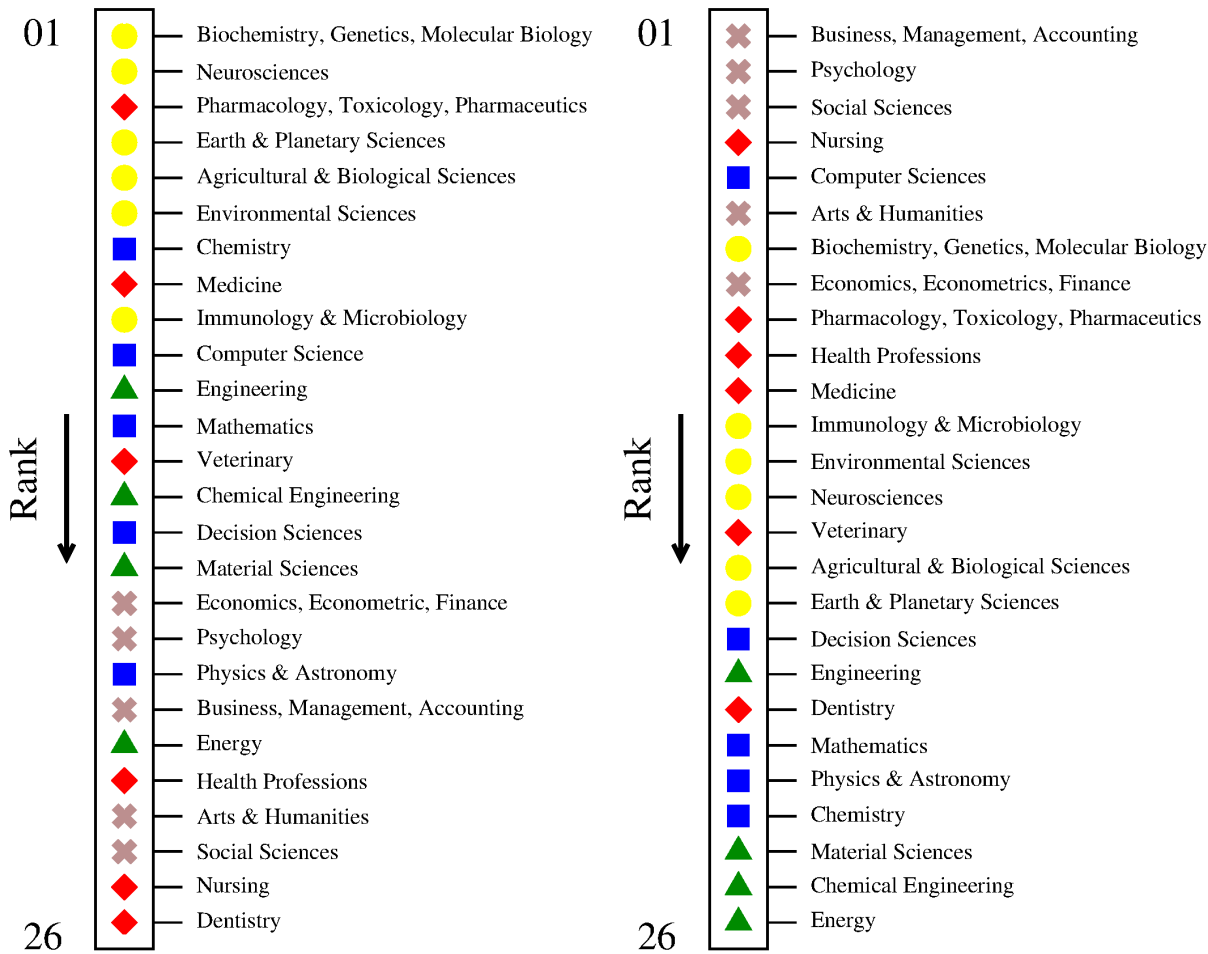 01
Biochemistry, Genetics, Molecular Biology
Neurosciences
Pharmacology, Toxicology, Pharmaceutics
Earth & Planetary Sciences
Agricultural & Biological Sciences
Environmental Sciences
Chemistry
Medicine
Immunology & Microbiology
Computer Science
Engineering
Mathematics
Veterinary
Chemical Engineering
Decision Sciences
Material Sciences
Economics, Econometric, Finance
Psychology
Physics & Astronomy
Business, Management, Accounting
Energy
Health Professions
Arts & Humanities
Social Sciences
Nursing
Dentistry
26
Rank
01
Business, Management, Accounting
Psychology
Social Sciences
Nursing
Computer Sciences
Arts & Humanities
Biochemistry, Genetics, Molecular Biology
Economics, Econometrics, Finance
Pharmacology, Toxicology, Pharmaceutics
Health Professions
Medicine
Immunology & Microbiology
Environmental Sciences
Neurosciences
Veterinary
Agricultural & Biological Sciences
Earth & Planetary Sciences
Decision Sciences
Engineering
Dentistry
Mathematics
Physics & Astronomy
Chemistry
Material Sciences
Chemical Engineering
Energy
26
Rank